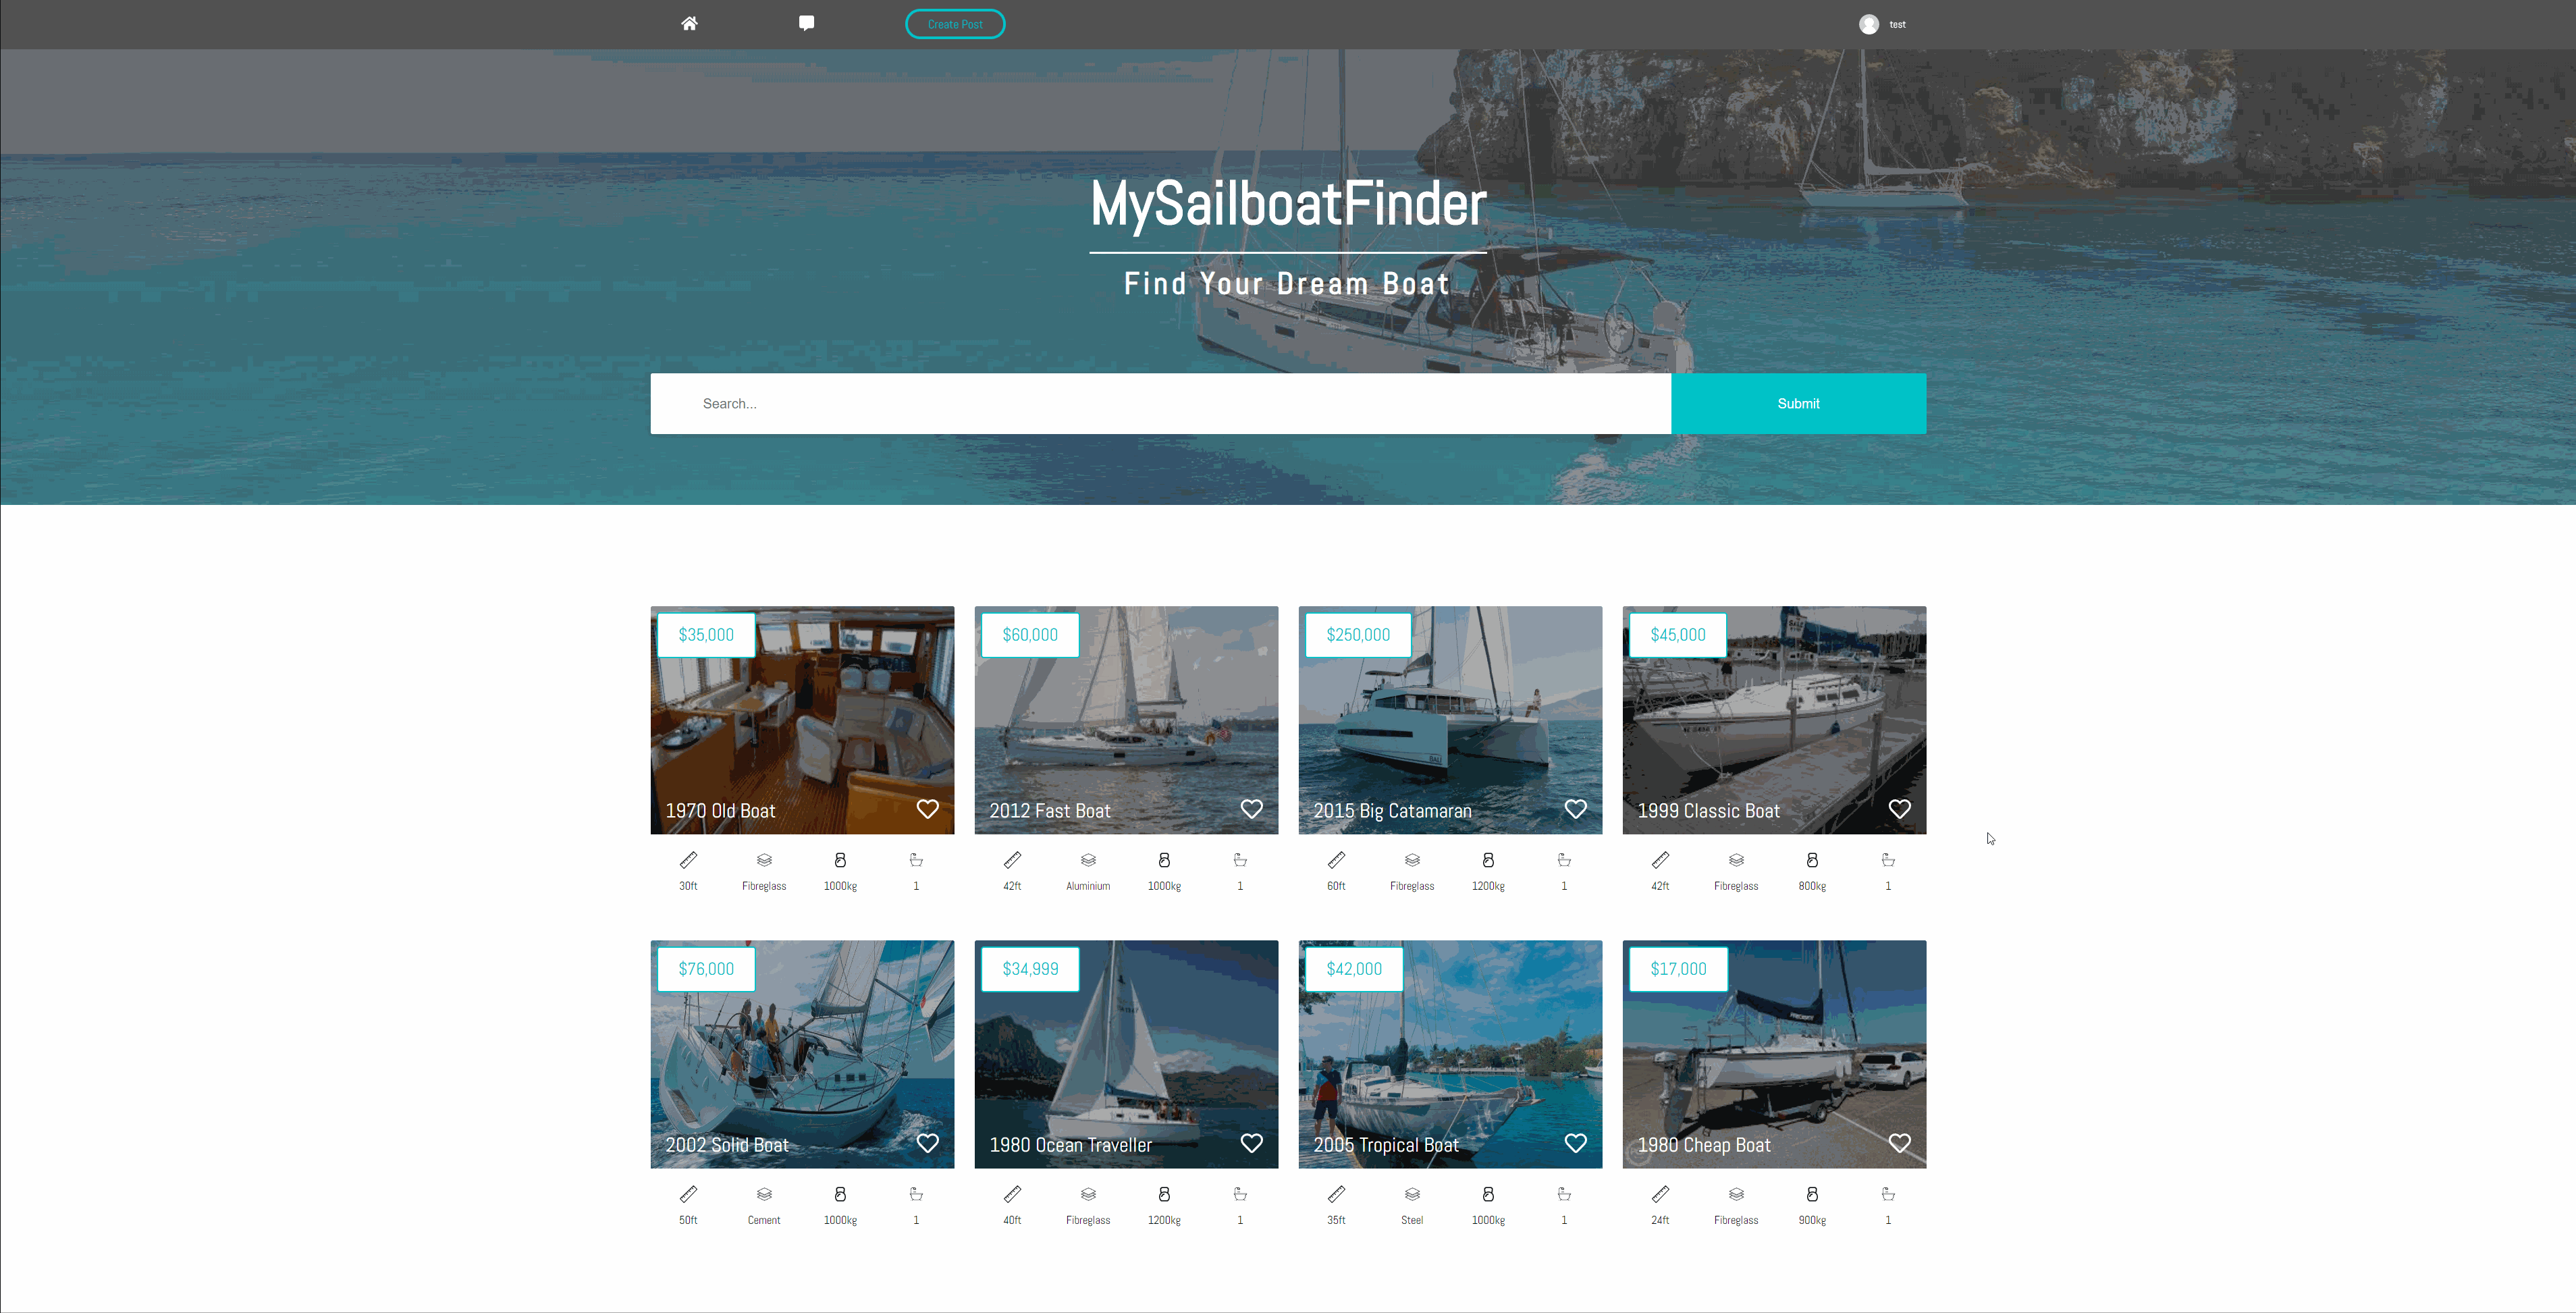 Create Post
test
MySailboatFinder
Find Your Dream Boat
Search...
Submit
$35,000
$60,000
$250,000
$45,000
SALE
BALI
1970 Old Boat
2012 Fast Boat
2015 Big Catamaran
1999 Classic Boat
30ft Fibreglass 1000kg 1
42ft Aluminium 1000kg 1
60ft Fibreglass 1200kg 1
42ft Fibreglass 800kg 1
$76,000
$34,999
$42,000
$17,000
2002 Solid Boat
1980 Ocean Traveller
2005 Tropical Boat
1980 Cheap Boat
50ft Cement 1000kg 1
40ft Fibreglass 1200kg 1
35ft Steel 1000kg 1
24ft Fibreglass 900kg 1